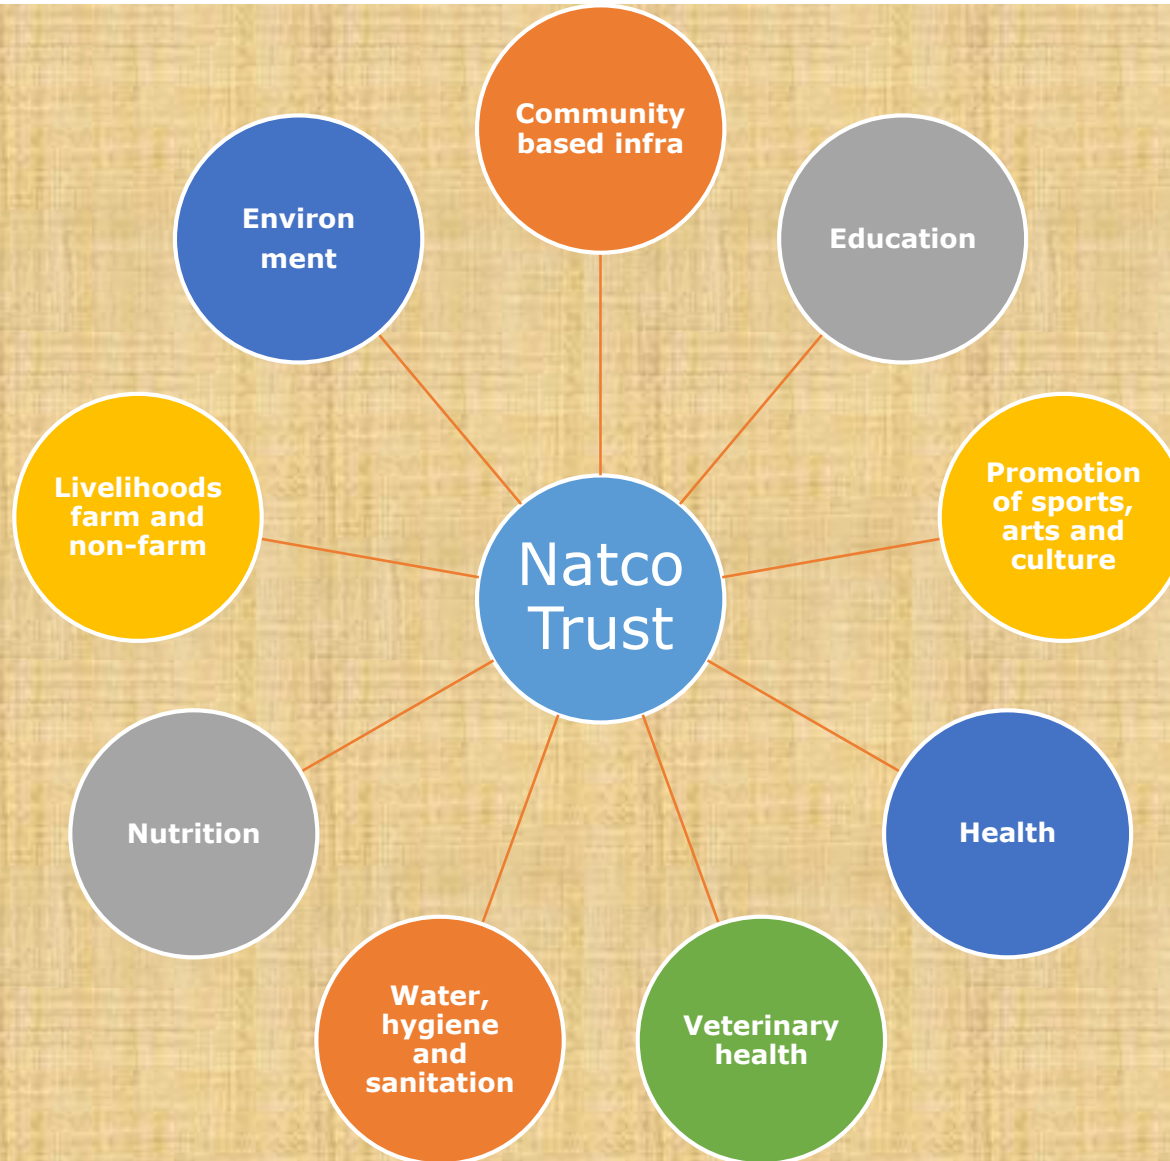 Community
based infra
Education
Promotion
of sports,
arts and
culture
Health
Veterinary
health
Water,
hygiene
and
sanitation
Nutrition
Livelihoods
farm and
non-farm
Environ
ment
Natco
Trust